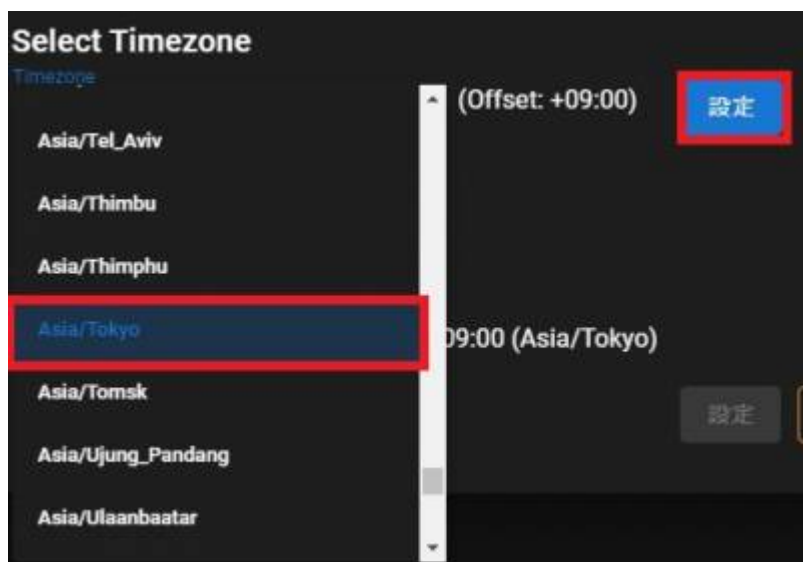 Select Timezone
Timezone
(Offset: +09:00)
設定
Asia/Tel_Aviv
Asia/Thimbu
Asia/Thimphu
Asia/Tokyo
09:00 (Asia/Tokyo)
Asia/Tomsk
設定
Asia/Ujung_Pandang
Asia/Ulaanbaatar